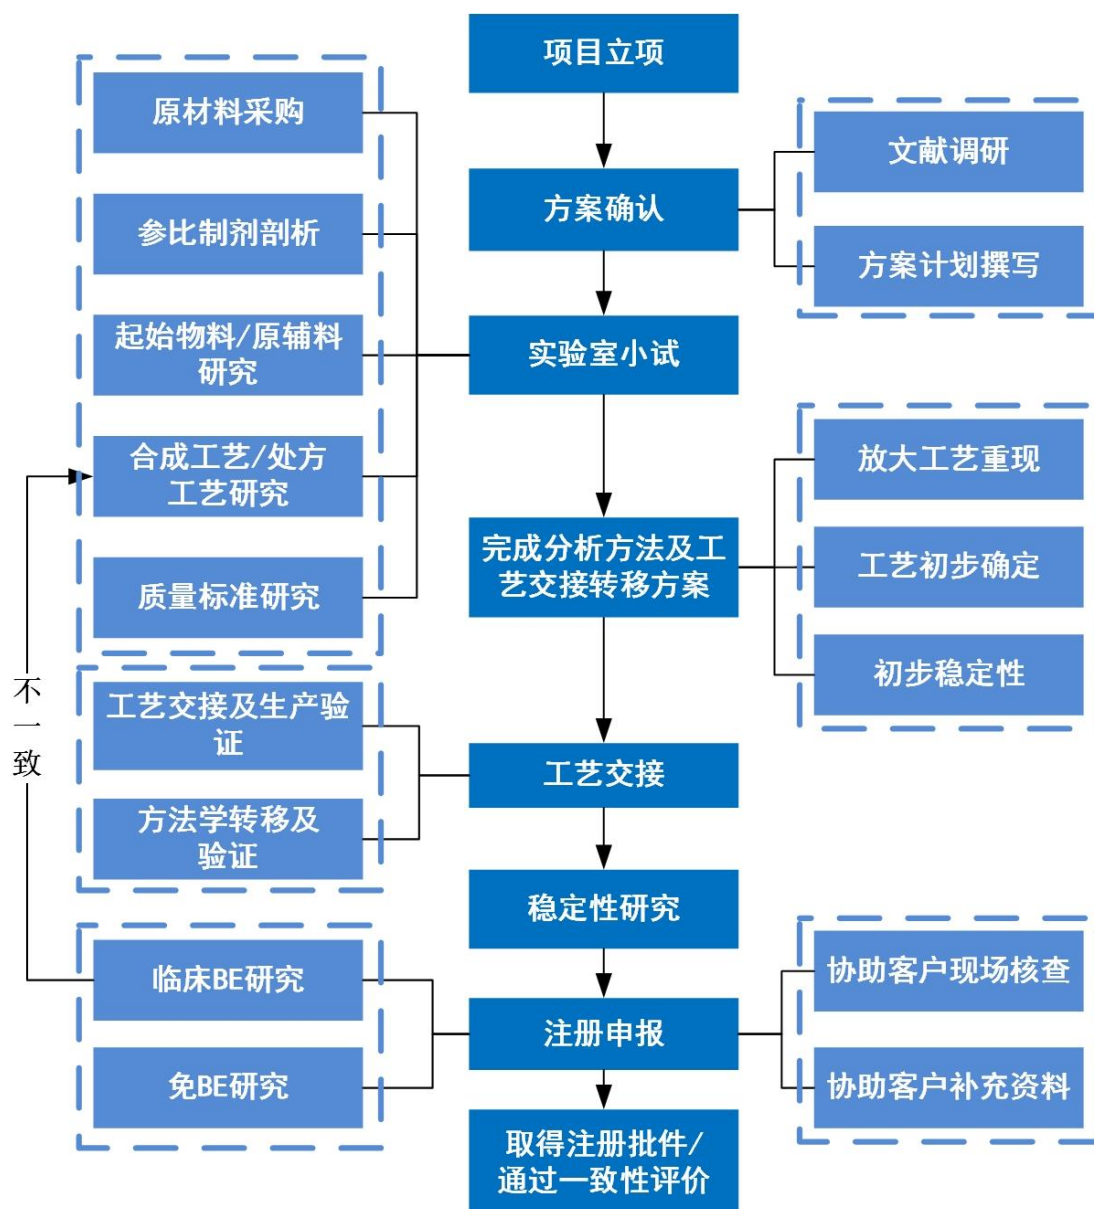 项目立项
原材料采购
文献调研
方案确认
参比制剂剖析
方案计划撰写
起始物料/原辅料
研究
实验室小试
合成工艺/处方
工艺研究
放大工艺重现
完成分析方法及工
艺交接转移方案
工艺初步确定
质量标准研究
初步稳定性
不
一
致
工艺交接及生产验
证
工艺交接
方法学转移及
验证
稳定性研究
临床BE研究
协助客户现场核查
注册申报
免BE研究
协助客户补充资料
取得注册批件/
通过一致性评价